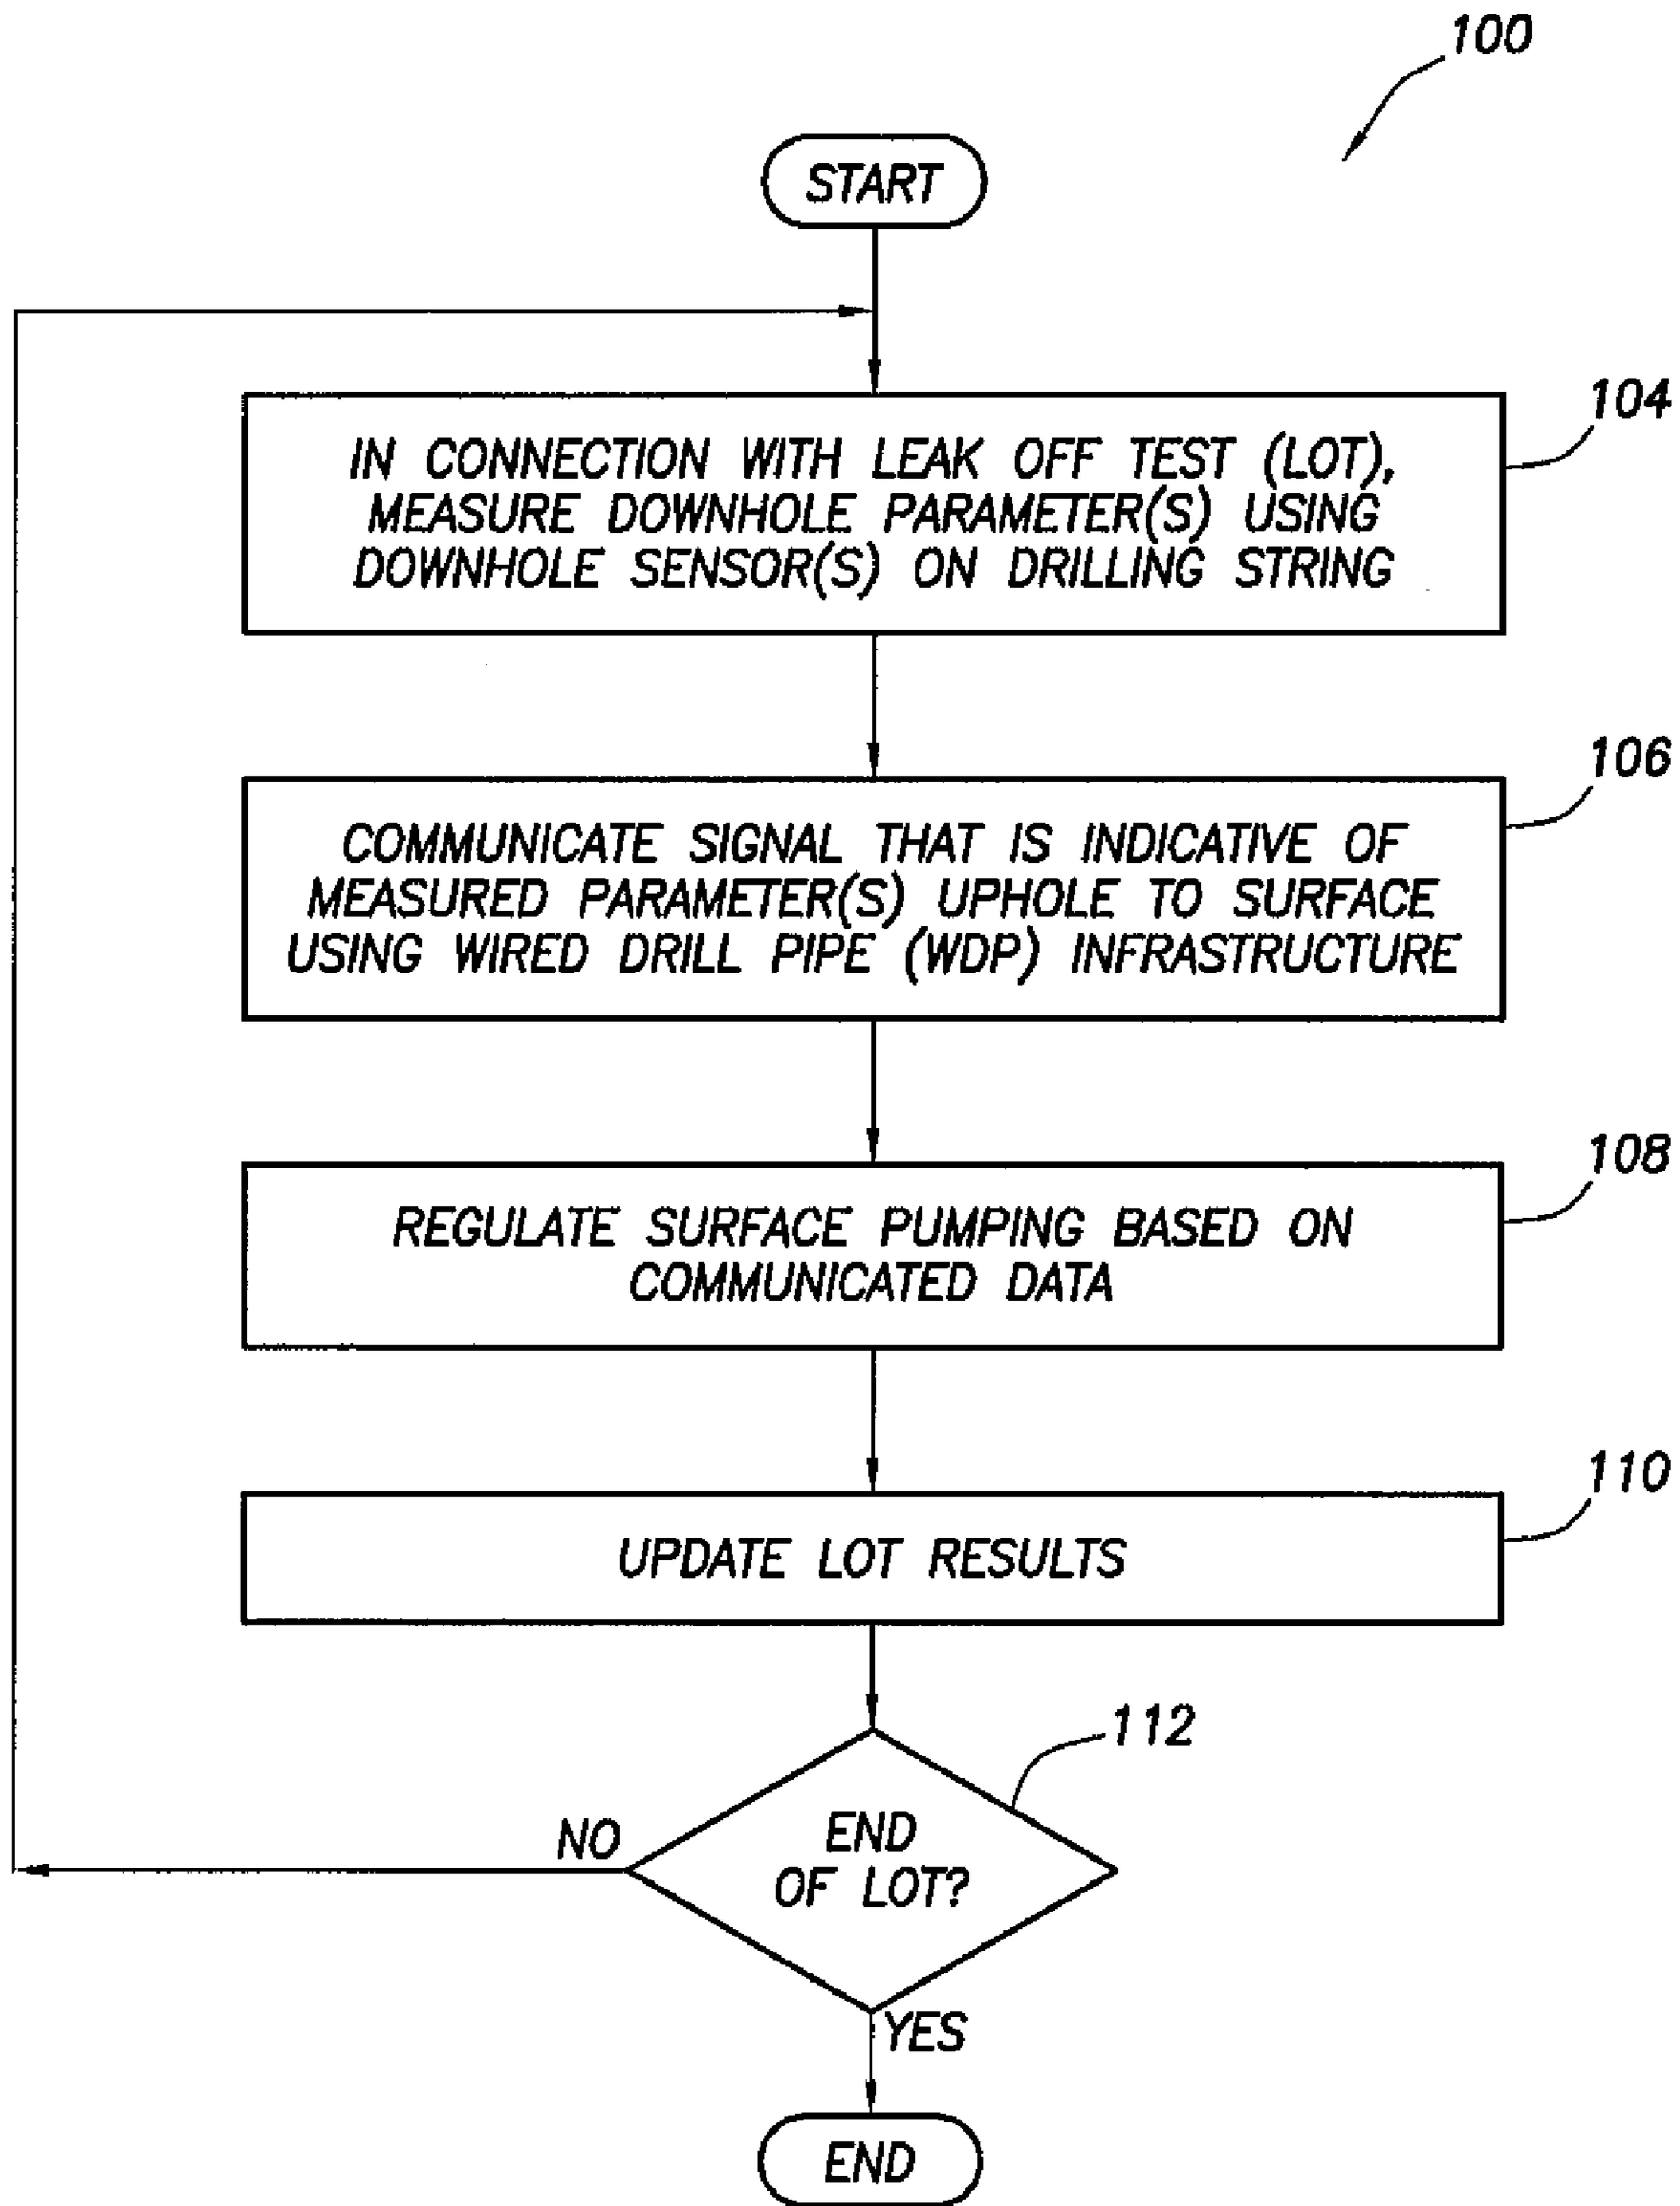 100
START
104
IN CONNECTION WITH LEAK OFF TEST (LOT),
MEASURE DOWNHOLE PARAMETER(S) USING
DOWNHOLE SENSOR(S) ON DRILLING STRING
106
COMMUNICATE SIGNAL THAT IS INDICATIVE OF
MEASURED PARAMETER(S) UPHOLE TO SURFACE
USING WIRED DRILL PIPE (WDP) INFRASTRUCTURE
108
REGULATE SURFACE PUMPING BASED ON
COMMUNICATED DATA
110
UPDATE LOT RESULTS
112
END
OF LOT?
NO
YES
END